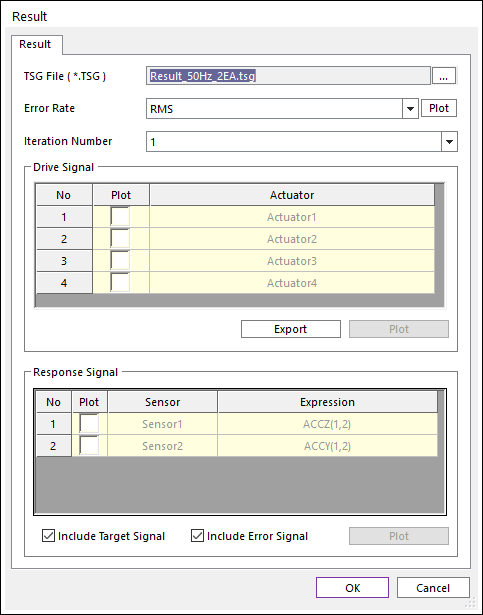 Result
Result
TSG File ( *.TSG ) Result_50Hz_2EA.tsg ...
Error Rate RMS Plot
Iteration Number 1
Drive Signal
No Plot Actuator
1 Actuator1
2 Actuator2
3 Actuator3
4 Actuator4
Export Plot
Response Signal
No Plot Sensor Expression
1 Sensor1 ACCZ(1,2)
2 Sensor2 ACCY(1,2)
Include Target Signal Include Error Signal Plot
OK Cancel